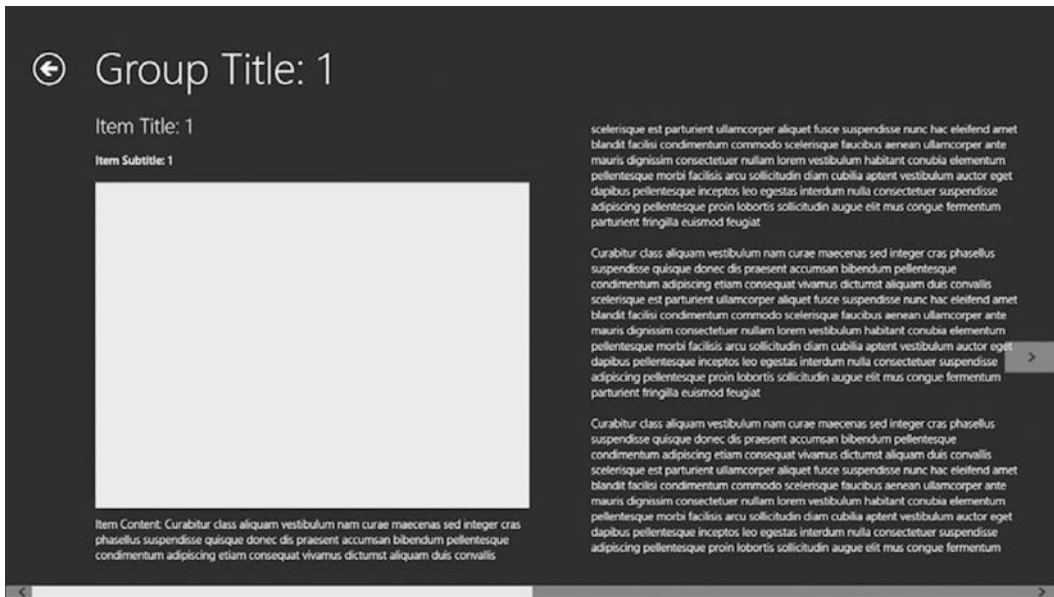 Group Title: 1
Item Title: 1
Item Subtitle: 1
Item Content: Curabitur class aliquam vestibulum nam curae maecenas sed integer cras
phasellus suspendisse quisque donec dis praesent accumsan bibendum pellentesque
condimentum adipiscing etiam consequat vivamus dictumst aliquam duis convallis
scelerisque est parturient ullamcorper aliquet fusce suspendisse nunc hac eleifend amet
blandit facilisi condimentum commodo scelerisque faucibus aenean ullamcorper ante
mauris dignissim consectetuer nullam lorem vestibulum habitant conubia elementum
pellentesque morbi facilisis arcu sollicitudin diam cubilia aptent vestibulum auctor eget
dapibus pellentesque inceptos leo egestas interdum nulla consectetuer suspendisse
adipiscing pellentesque proin lobortis sollicitudin augue elit mus congue fermentum
parturient fringilla euismod feugiat
Curabitur class aliquam vestibulum nam curae maecenas sed integer cras phasellus
suspendisse quisque donec dis praesent accumsan bibendum pellentesque
condimentum adipiscing etiam consequat vivamus dictumst aliquam duis convallis
scelerisque est parturient ullamcorper aliquet fusce suspendisse nunc hac eleifend amet
blandit facilisi condimentum commodo scelerisque faucibus aenean ullamcorper ante
mauris dignissim consectetuer nullam lorem vestibulum habitant conubia elementum
pellentesque morbi facilisis arcu sollicitudin diam cubilia aptent vestibulum auctor eget
dapibus pellentesque inceptos leo egestas interdum nulla consectetuer suspendisse
adipiscing pellentesque proin lobortis sollicitudin augue elit mus congue fermentum
parturient fringilla euismod feugiat
Curabitur class aliquam vestibulum nam curae maecenas sed integer cras phasellus
suspendisse quisque donec dis praesent accumsan bibendum pellentesque
condimentum adipiscing etiam consequat vivamus dictumst aliquam duis convallis
scelerisque est parturient ullamcorper aliquet fusce suspendisse nunc hac eleifend amet
blandit facilisi condimentum commodo scelerisque faucibus aenean ullamcorper ante
mauris dignissim consectetuer nullam lorem vestibulum habitant conubia elementum
pellentesque morbi facilisis arcu sollicitudin diam cubilia aptent vestibulum auctor eget
dapibus pellentesque inceptos leo egestas interdum nulla consectetuer suspendisse
adipiscing pellentesque proin lobortis sollicitudin augue elit mus congue fermentum